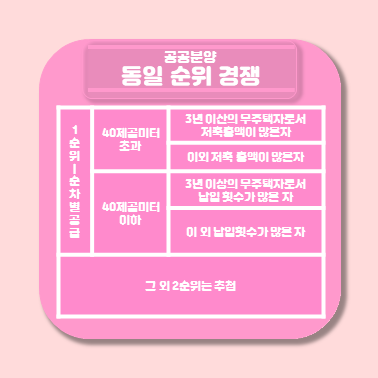 공공분양
동일 순위 경쟁
1순위-순차별공급
40제곱미터
초과
3년 이상의 무주택자로서
저축총액이 많은자
이외 저축 총액이 많은자
40제곱미터
이하
3년 이상의 무주택자로서
납입 횟수가 많은 자
이 외 납입횟수가 많은 자
그 외 2순위는 추첨